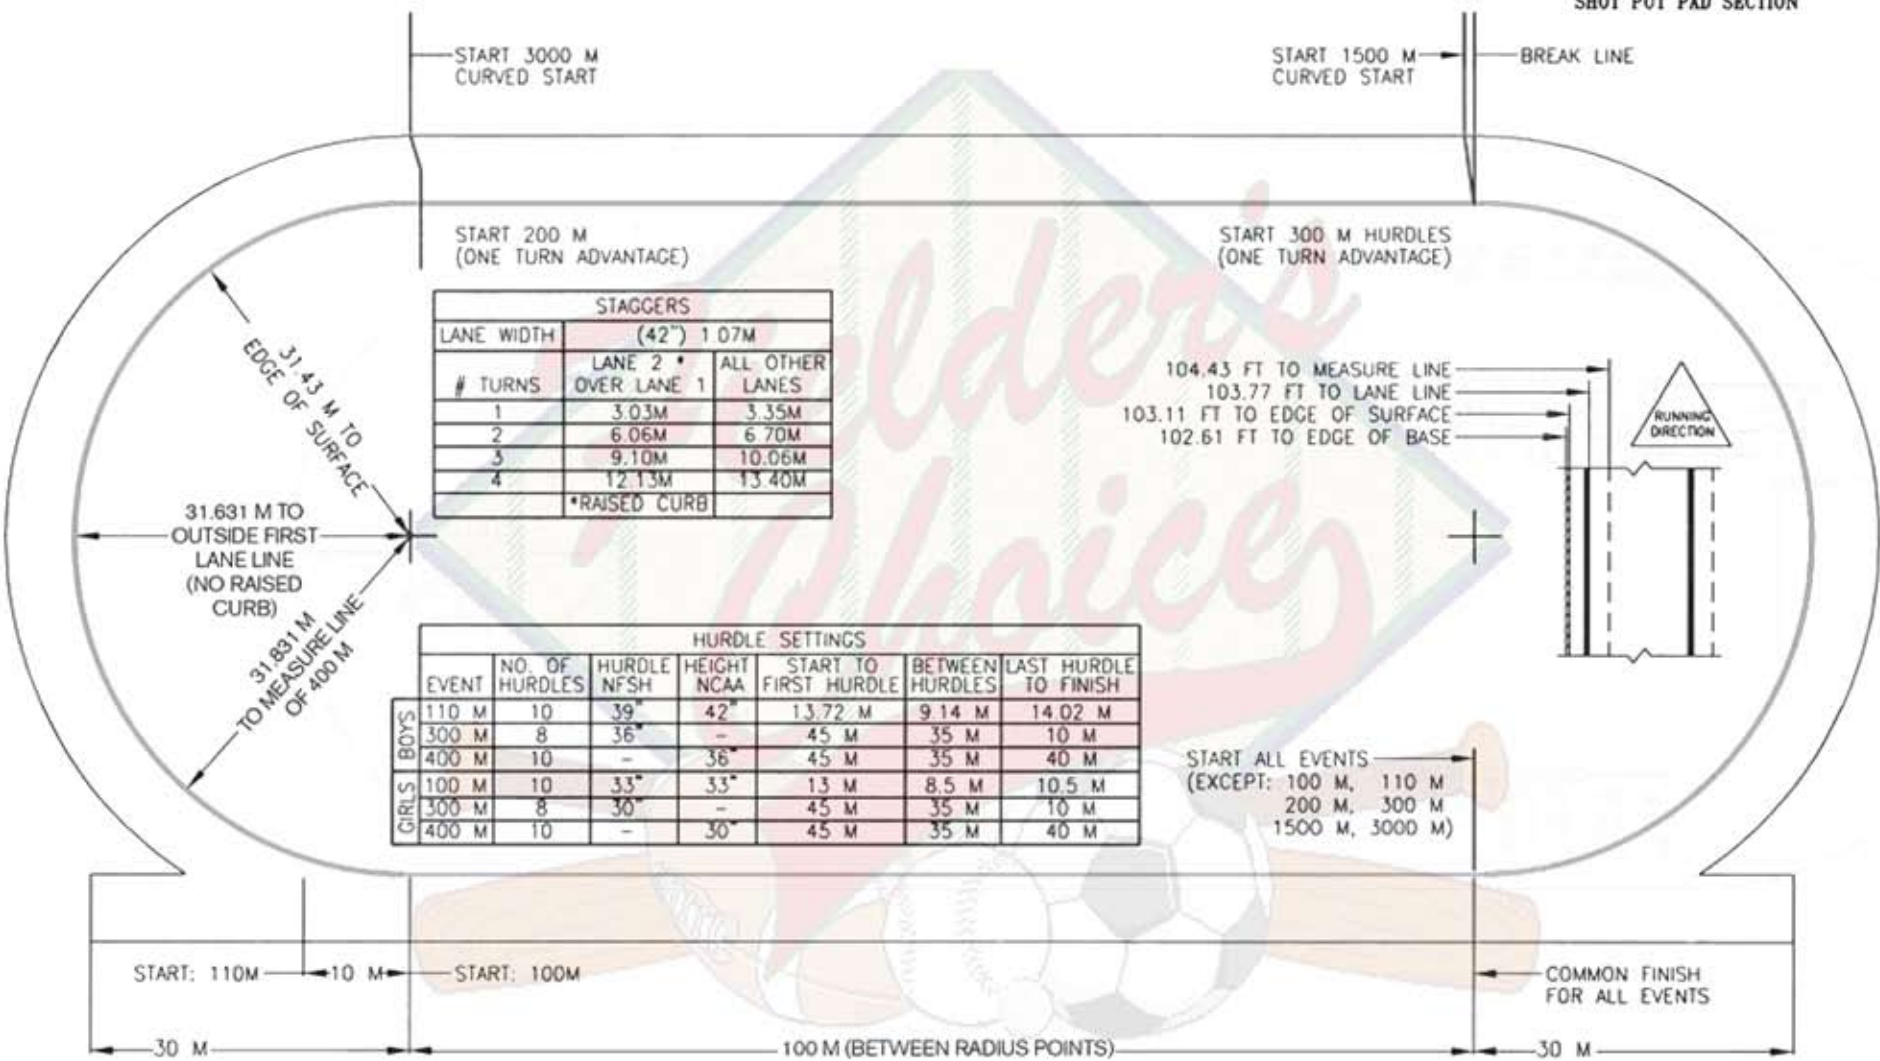 SHOT PUT PAD SECTION
START 3000 M
CURVED START
START 1500 M
CURVED START
BREAK LINE
START 200 M
(ONE TURN ADVANTAGE)
START 300 M HURDLES
(ONE TURN ADVANTAGE)
STAGGERS
LANE WIDTH (42") 1.07M
# TURNS LANE 2 * OVER LANE 1 ALL OTHER LANES
1 3.03M 3.35M
2 6.06M 6.70M
3 9.10M 10.06M
4 12.13M 13.40M
*RAISED CURB
31.43 M TO
EDGE OF SURFACE
31.631 M TO
OUTSIDE FIRST
LANE LINE
(NO RAISED
CURB)
31.831 M
TO MEASURE LINE
OF 400 M
104.43 FT TO MEASURE LINE
103.77 FT TO LANE LINE
103.11 FT TO EDGE OF SURFACE
102.61 FT TO EDGE OF BASE
RUNNING
DIRECTION
Fielder's
Choice
HURDLE SETTINGS
EVENT NO. OF HURDLES HURDLE NFSH HEIGHT NCAA START TO FIRST HURDLE BETWEEN HURDLES LAST HURDLE TO FINISH
BOYS
110 M 10 39" 42" 13.72 M 9.14 M 14.02 M
300 M 8 36" - 45 M 35 M 10 M
400 M 10 - 36" 45 M 35 M 40 M
GIRLS
100 M 10 33" 33" 13 M 8.5 M 10.5 M
300 M 8 30" - 45 M 35 M 10 M
400 M 10 - 30" 45 M 35 M 40 M
START ALL EVENTS
(EXCEPT: 100 M, 110 M
200 M, 300 M
1500 M, 3000 M)
START: 110M
10 M
START: 100M
COMMON FINISH
FOR ALL EVENTS
30 M
100 M (BETWEEN RADIUS POINTS)
30 M